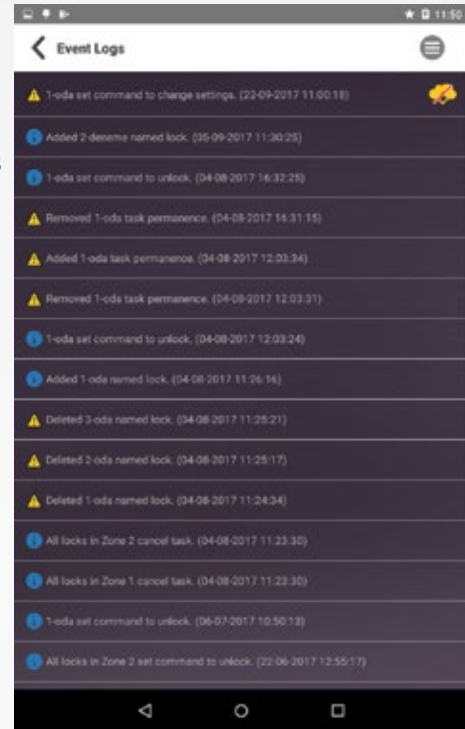 11:50
Event Logs
1-oda set command to change settings. (22-09-2017 11:00:18)
Added 2-deneme named lock. (05-09-2017 11:30:25)
1-oda set command to unlock. (04-08-2017 16:32:25)
Removed 1-oda task permanence. (04-08-2017 16:31:15)
Added 1-oda task permanence. (04-08-2017 12:03:34)
Removed 1-oda task permanence. (04-08-2017 12:03:31)
1-oda set command to unlock. (04-08-2017 12:03:24)
Added 1-oda named lock. (04-08-2017 11:26:16)
Deleted 3-oda named lock. (04-08-2017 11:25:21)
Deleted 2-oda named lock. (04-08-2017 11:25:17)
Deleted 1-oda named lock. (04-08-2017 11:24:34)
All locks in Zone 2 cancel task. (04-08-2017 11:23:30)
All locks in Zone 1 cancel task. (04-08-2017 11:23:30)
1-oda set command to unlock. (06-07-2017 10:50:13)
All locks in Zone 2 set command to unlock. (22-06-2017 12:55:17)